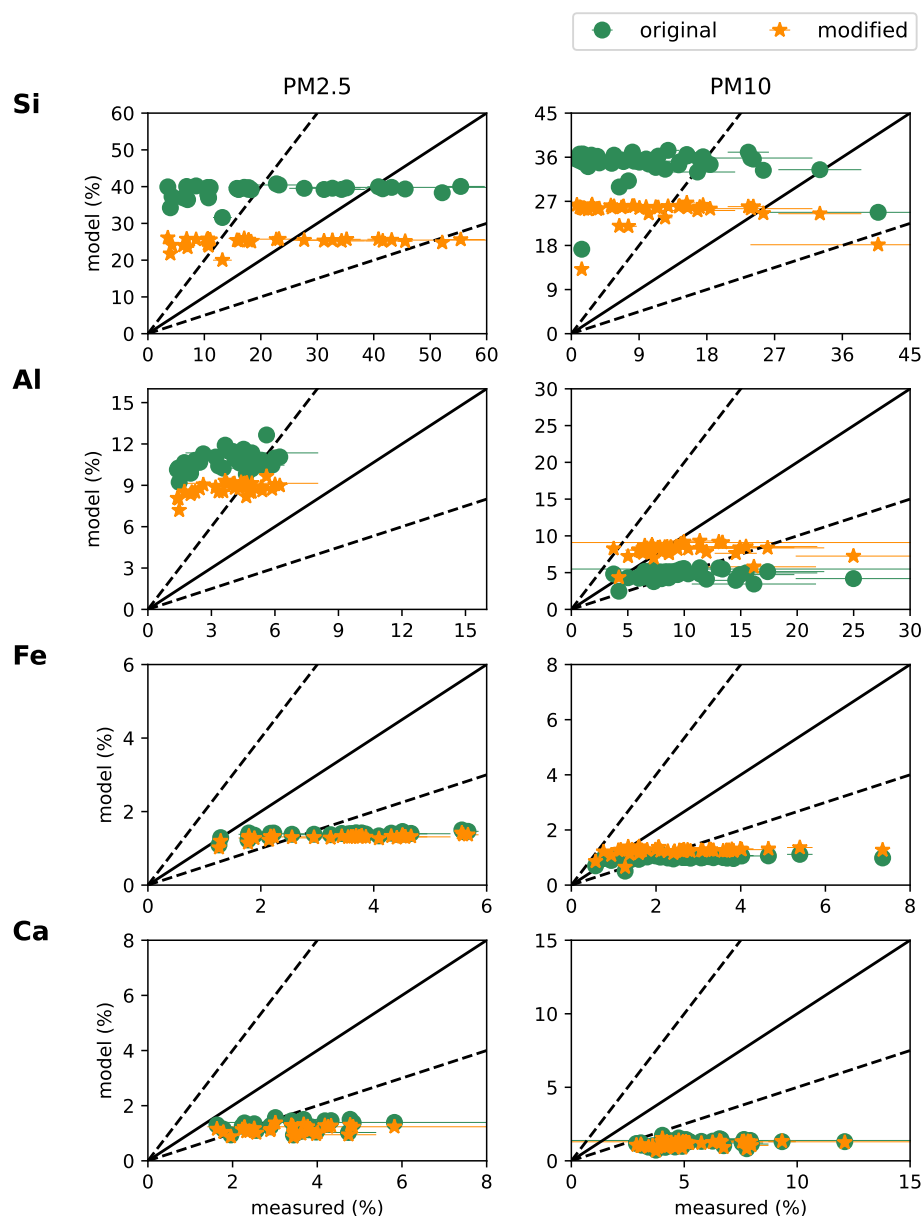 original modified
PM2.5 PM10
Si
60
50
40
30
20
10
0
model (%)
0 10 20 30 40 50 60
45
36
27
18
9
0
0 9 18 27 36 45
Al
15
12
9
6
3
0
model (%)
0 3 6 9 12 15
30
25
20
15
10
5
0
0 5 10 15 20 25 30
Fe
6
4
2
0
model (%)
0 2 4 6
8
6
4
2
0
0 2 4 6 8
Ca
8
6
4
2
0
model (%)
0 2 4 6 8
measured (%)
15
10
5
0
0 5 10 15
measured (%)